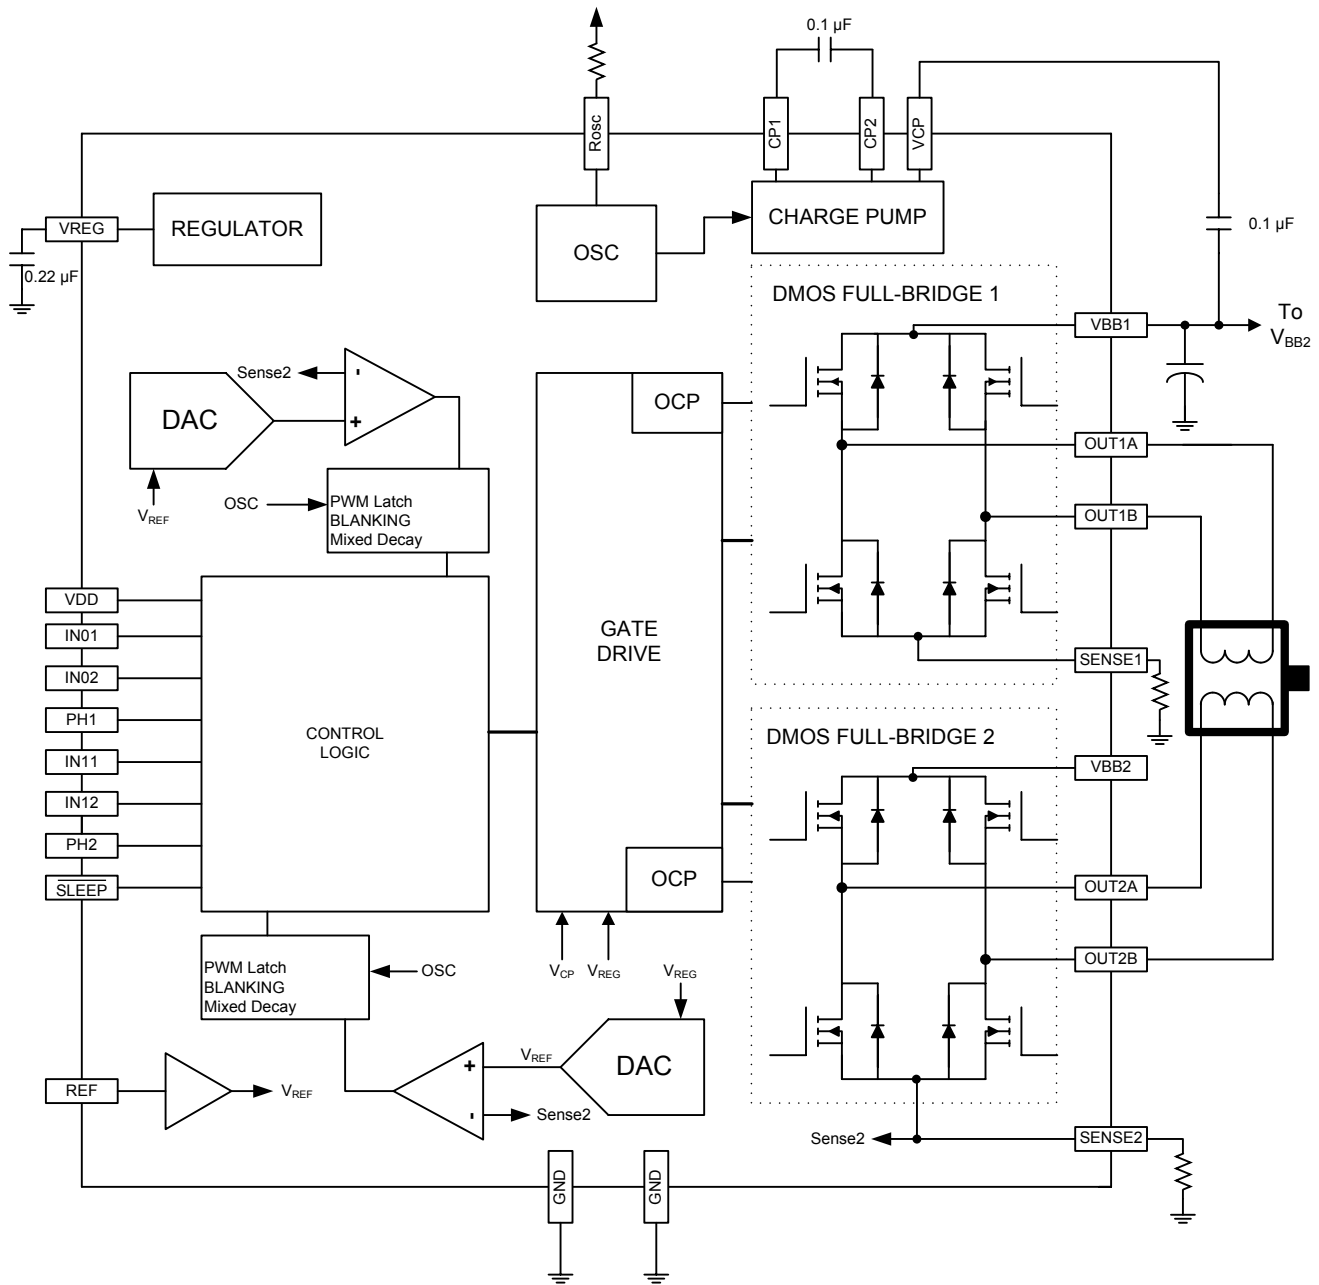 0.1 µF
Rosc
CP1
CP2
VCP
VREG
REGULATOR
OSC
CHARGE PUMP
0.1 µF
0.22 µF
DMOS FULL-BRIDGE 1
VBB1
To
VBB2
Sense2
-
+
DAC
OCP
OUT1A
VREF
OSC
PWM Latch
BLANKING
Mixed Decay
OUT1B
VDD
IN01
IN02
PH1
IN11
IN12
PH2
SLEEP
CONTROL
LOGIC
GATE
DRIVE
SENSE1
DMOS FULL-BRIDGE 2
VBB2
OCP
OUT2A
OUT2B
PWM Latch
BLANKING
Mixed Decay
OSC
VCP
VREG
VREG
REF
VREF
+
-
VREF
DAC
Sense2
Sense2
SENSE2
GND
GND